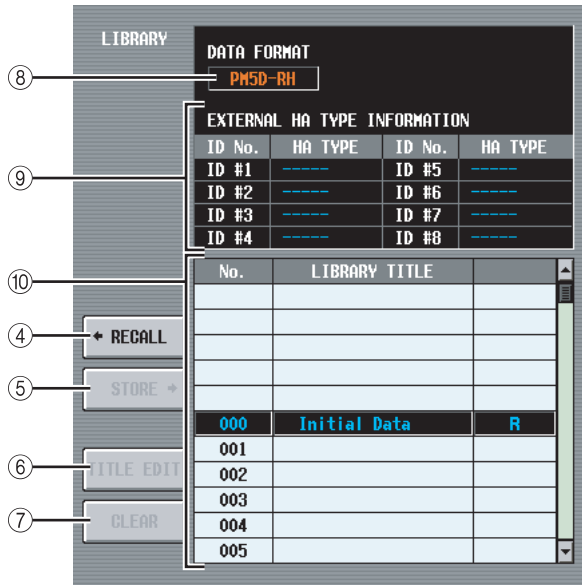 LIBRARY
DATA FORMAT
⑧ PM5D-RH
EXTERNAL HA TYPE INFORMATION
ID No. HA TYPE ID No. HA TYPE
ID #1 ----- ID #5 -----
⑨ ID #2 ----- ID #6 -----
ID #3 ----- ID #7 -----
ID #4 ----- ID #8 -----
No. LIBRARY TITLE
⑩
④ RECALL
⑤ STORE
000 Initial Data R
001
⑥ TITLE EDIT
002
003
⑦ CLEAR
004
005